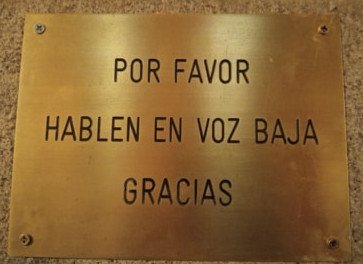 POR FAVOR
HABLEN EN VOZ BAJA
GRACIAS